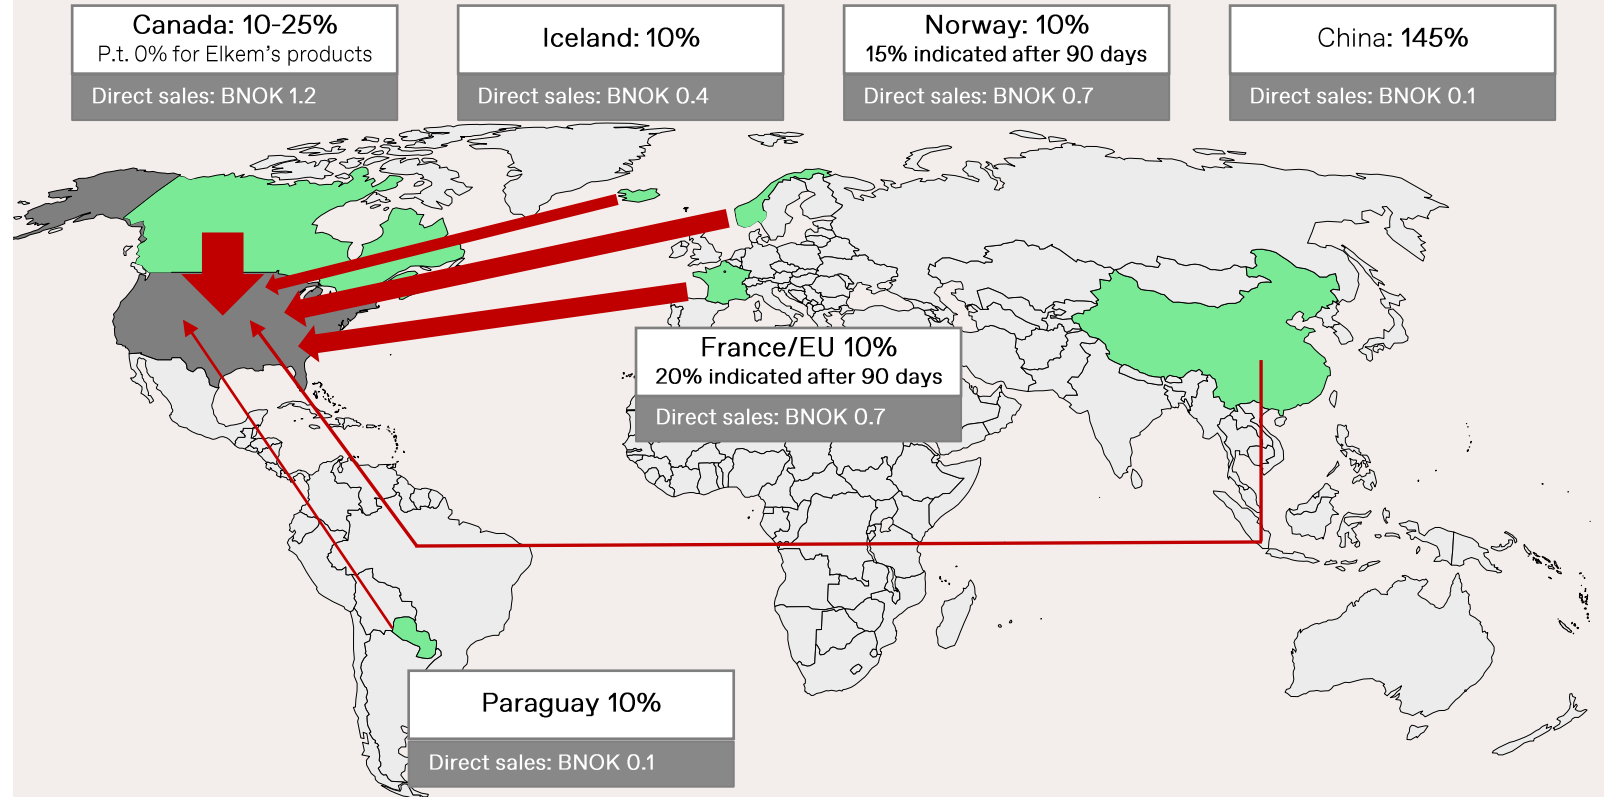 Canada: 10-25%
P.t. 0% for Elkem's products
Direct sales: BNOK 1.2
Iceland: 10%
Direct sales: BNOK 0.4
Norway: 10%
15% indicated after 90 days
Direct sales: BNOK 0.7
China: 145%
Direct sales: BNOK 0.1
France/EU 10%
20% indicated after 90 days
Direct sales: BNOK 0.7
Paraguay 10%
Direct sales: BNOK 0.1